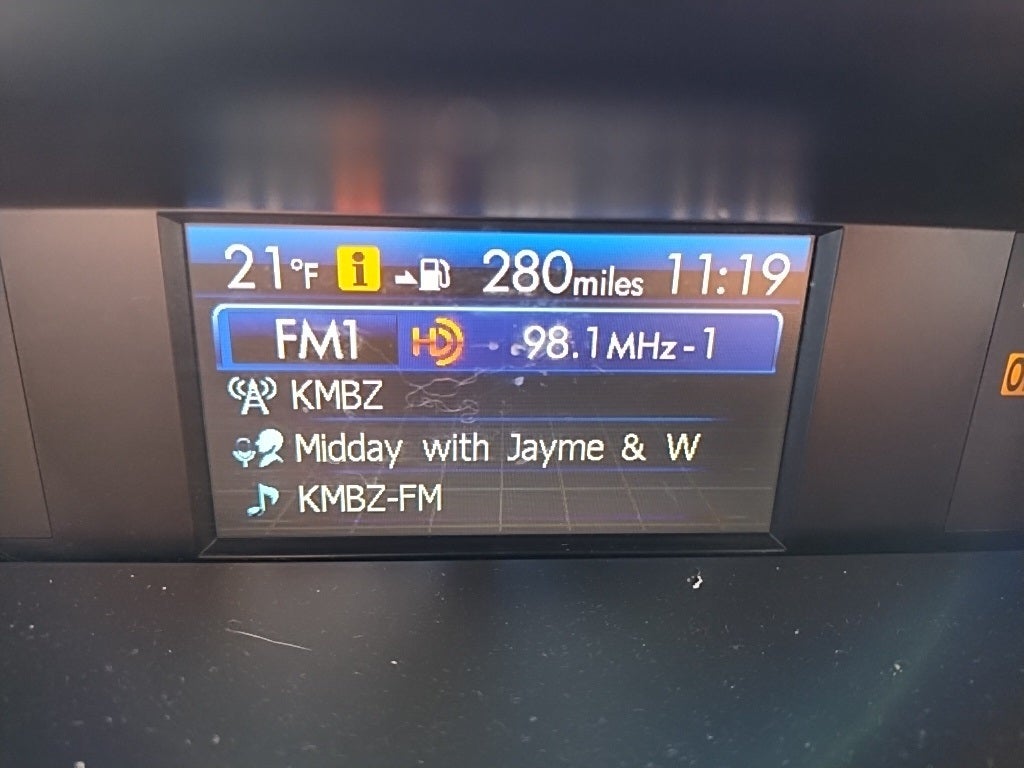 21°F i 280miles 11:19
FM1 HD 98.1MHz-1
KMBZ
Midday with Jayme & W
KMBZ-FM